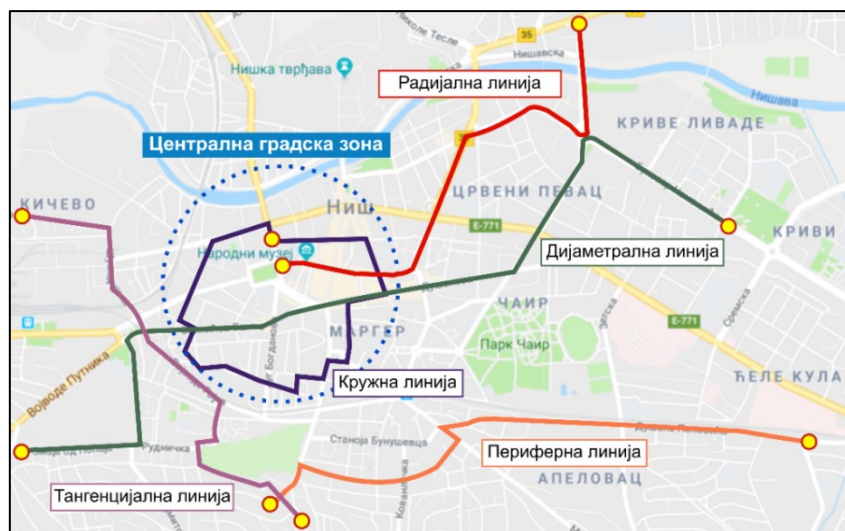 Николе Тесле
35
Нишавска
Нишка тврђава
Радијална линија
Нишава
КРИВЕ ЛИВАДЕ
Централна градска зона
КИЧЕВО
ЦРВЕНИ ПЕВАЦ
НИШ
Е-771
КРИВИ
Народни музеј
Дијаметрална линија
ЧАИР
МАРГЕР
Сремска
Е-771
Парк Чаир
Војводе Путника
Кружна линија
ЋЕЛЕ КУЛА
Станоја Бунушевца
Рудничка
Периферна линија
АПЕЛОВАЦ
Тангенцијална линија